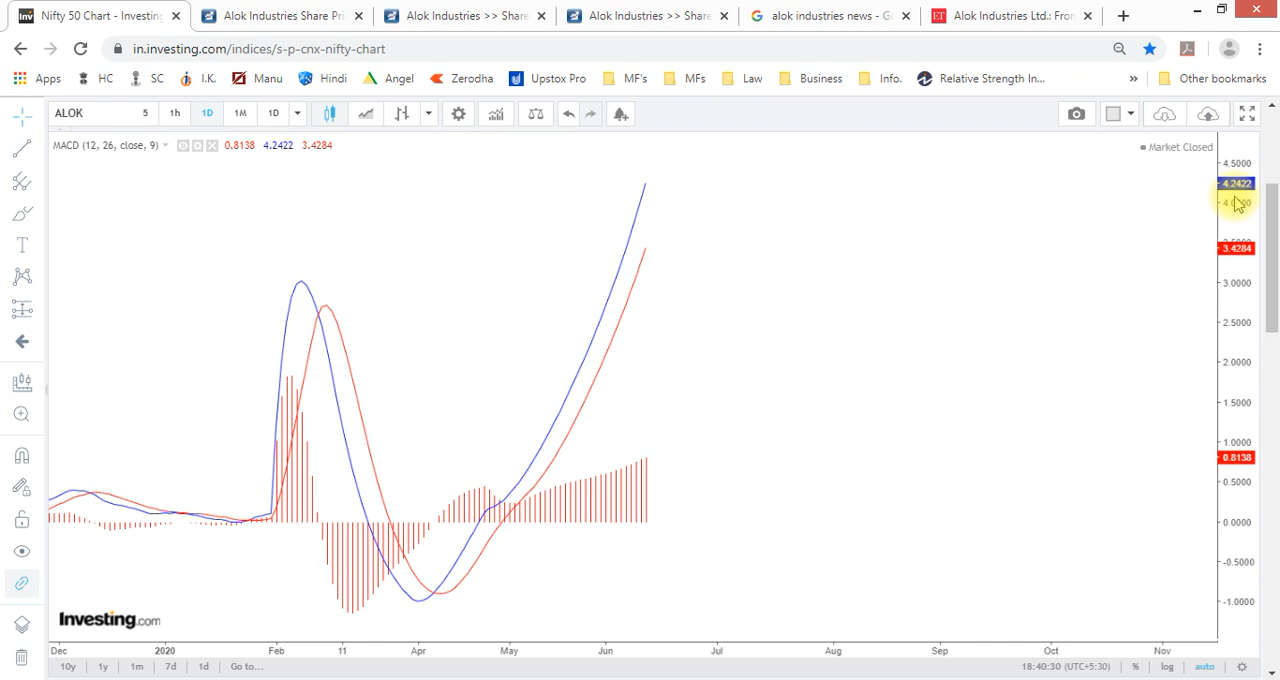 Nifty 50 Chart - Investing
Alok Industries Share Pri
Alok Industries >> Share
Alok Industries >> Share
alok industries news - Go
Alok Industries Ltd.: Fron
in.investing.com/indices/s-p-cnx-nifty-chart
Apps HC SC I.K. Manu Hindi Angel Zerodha Upstox Pro MF's MFs Law Business Info. Relative Strength In... » Other bookmarks
ALOK 5 1h 1D 1M 1D
MACD (12, 26, close, 9) 0.8138 4.2422 3.4284
Market Closed
4.5000
4.2422
3.4284
3.0000
2.5000
2.0000
1.5000
1.0000
0.8138
0.5000
0.0000
-0.5000
-1.0000
Investing.com
Dec 2020 Feb 11 Apr May Jun Jul Aug Sep Oct Nov
10y 1y 1m 7d 1d Go to... 18:40:30 (UTC+5:30) % log auto